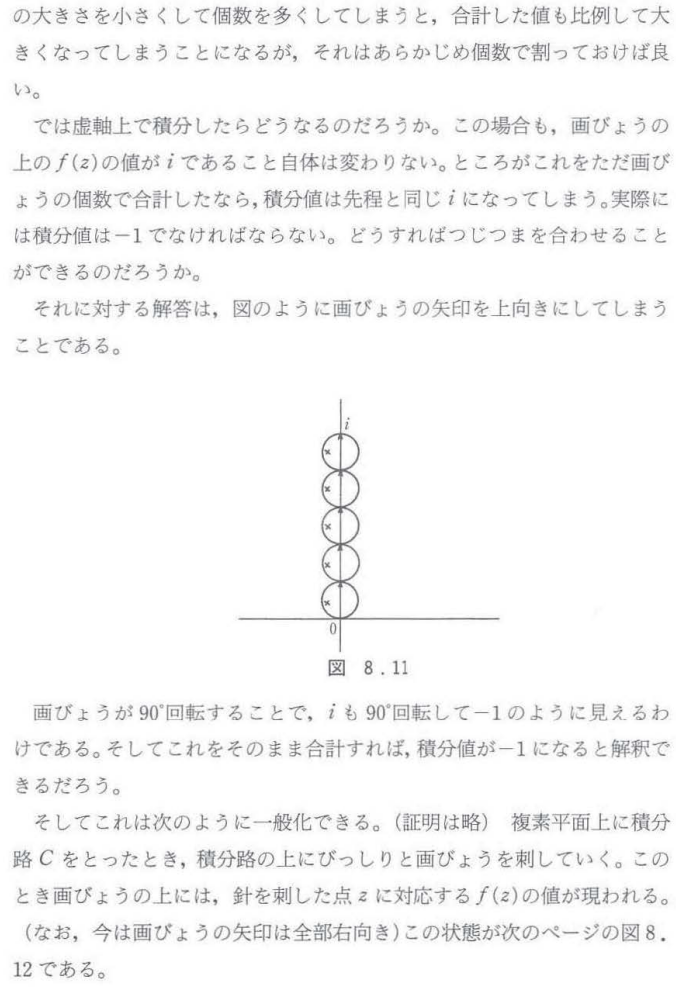 の大きさを小さくして個数を多くしてしまうと，合計した値も比例して大
きくなってしまうことになるが，それはあらかじめ個数で割っておけば良
い。
では虚軸上で積分したらどうなるのだろうか。この場合も，画びょうの
上のf(z)の値がiであること自体は変わりない。ところがこれをただ画び
ょうの個数で合計したなら，積分値は先程と同じiになってしまう。実際に
は積分値は－1でなければならない。どうすればつじつまを合わせること
ができるのだろうか。
それに対する解答は，図のように画びょうの矢印を上向きにしてしまう
ことである。
i
0
図 8.11
画びょうが90°回転することで，iも90°回転して－1のように見えるわ
けである。そしてこれをそのまま合計すれば，積分値が－1になると解釈で
きるだろう。
そしてこれは次のように一般化できる。（証明は略） 複素平面上に積分
路Cをとったとき，積分路の上にびっしりと画びょうを刺していく。この
とき画びょうの上には，針を刺した点zに対応するf(z)の値が現われる。
（なお，今は画びょうの矢印は全部右向き）この状態が次のページの図8.
12である。